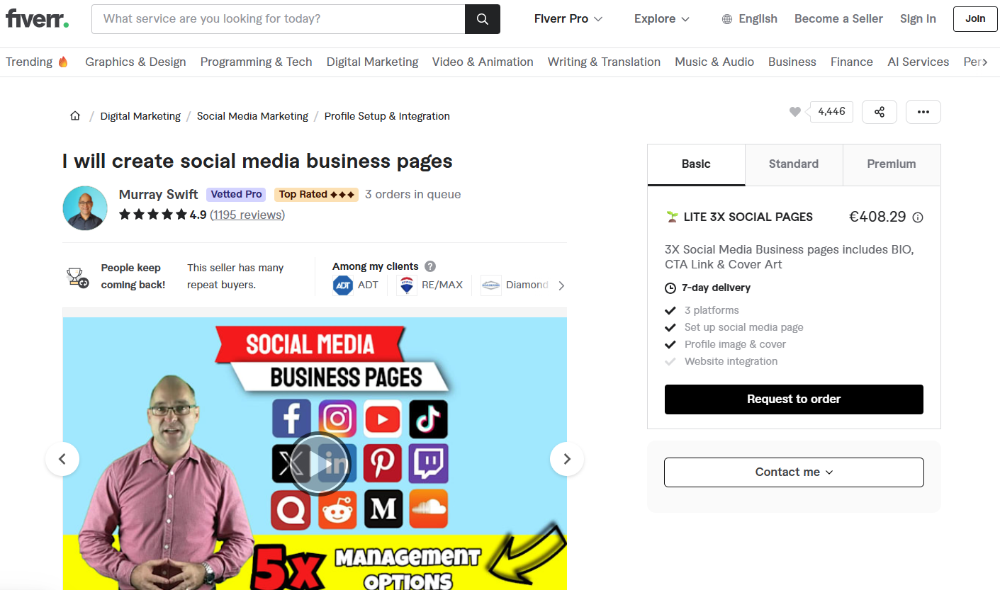 fiverr.
What service are you looking for today?
Fiverr Pro
Explore
English
Become a Seller
Sign In
Join
Trending
Graphics & Design
Programming & Tech
Digital Marketing
Video & Animation
Writing & Translation
Music & Audio
Business
Finance
AI Services
Per
/ Digital Marketing / Social Media Marketing / Profile Setup & Integration
4,446
I will create social media business pages
Murray Swift
Vetted Pro
Top Rated
3 orders in queue
4.9 (1195 reviews)
People keep
coming back!
This seller has many
repeat buyers.
Among my clients ?
ADT
ADT
RE/MAX
Diamond
SOCIAL MEDIA
BUSINESS PAGES
in
M
5X
MANAGEMENT
OPTIONS
Basic
Standard
Premium
LITE 3X SOCIAL PAGES
€408.29
3X Social Media Business pages includes BIO,
CTA Link & Cover Art
7-day delivery
3 platforms
Set up social media page
Profile image & cover
Website integration
Request to order
Contact me